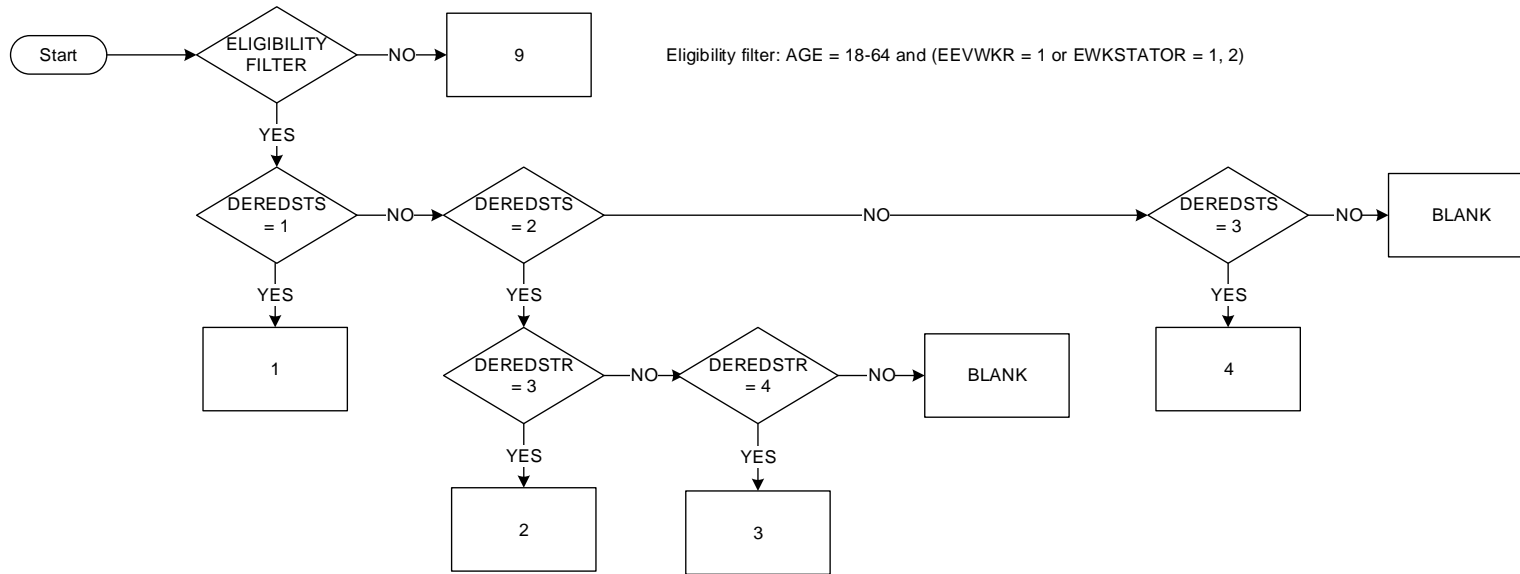 Start
ELIGIBILITY
FILTER
NO
9
Eligibility filter: AGE = 18-64 and (EEVWKR = 1 or EWKSTATOR = 1, 2)
YES
DEREDSTS
= 1
NO
DEREDSTS
= 2
NO
DEREDSTS
= 3
NO
BLANK
YES
YES
YES
1
DEREDSTR
= 3
NO
DEREDSTR
= 4
NO
BLANK
4
YES
YES
2
3